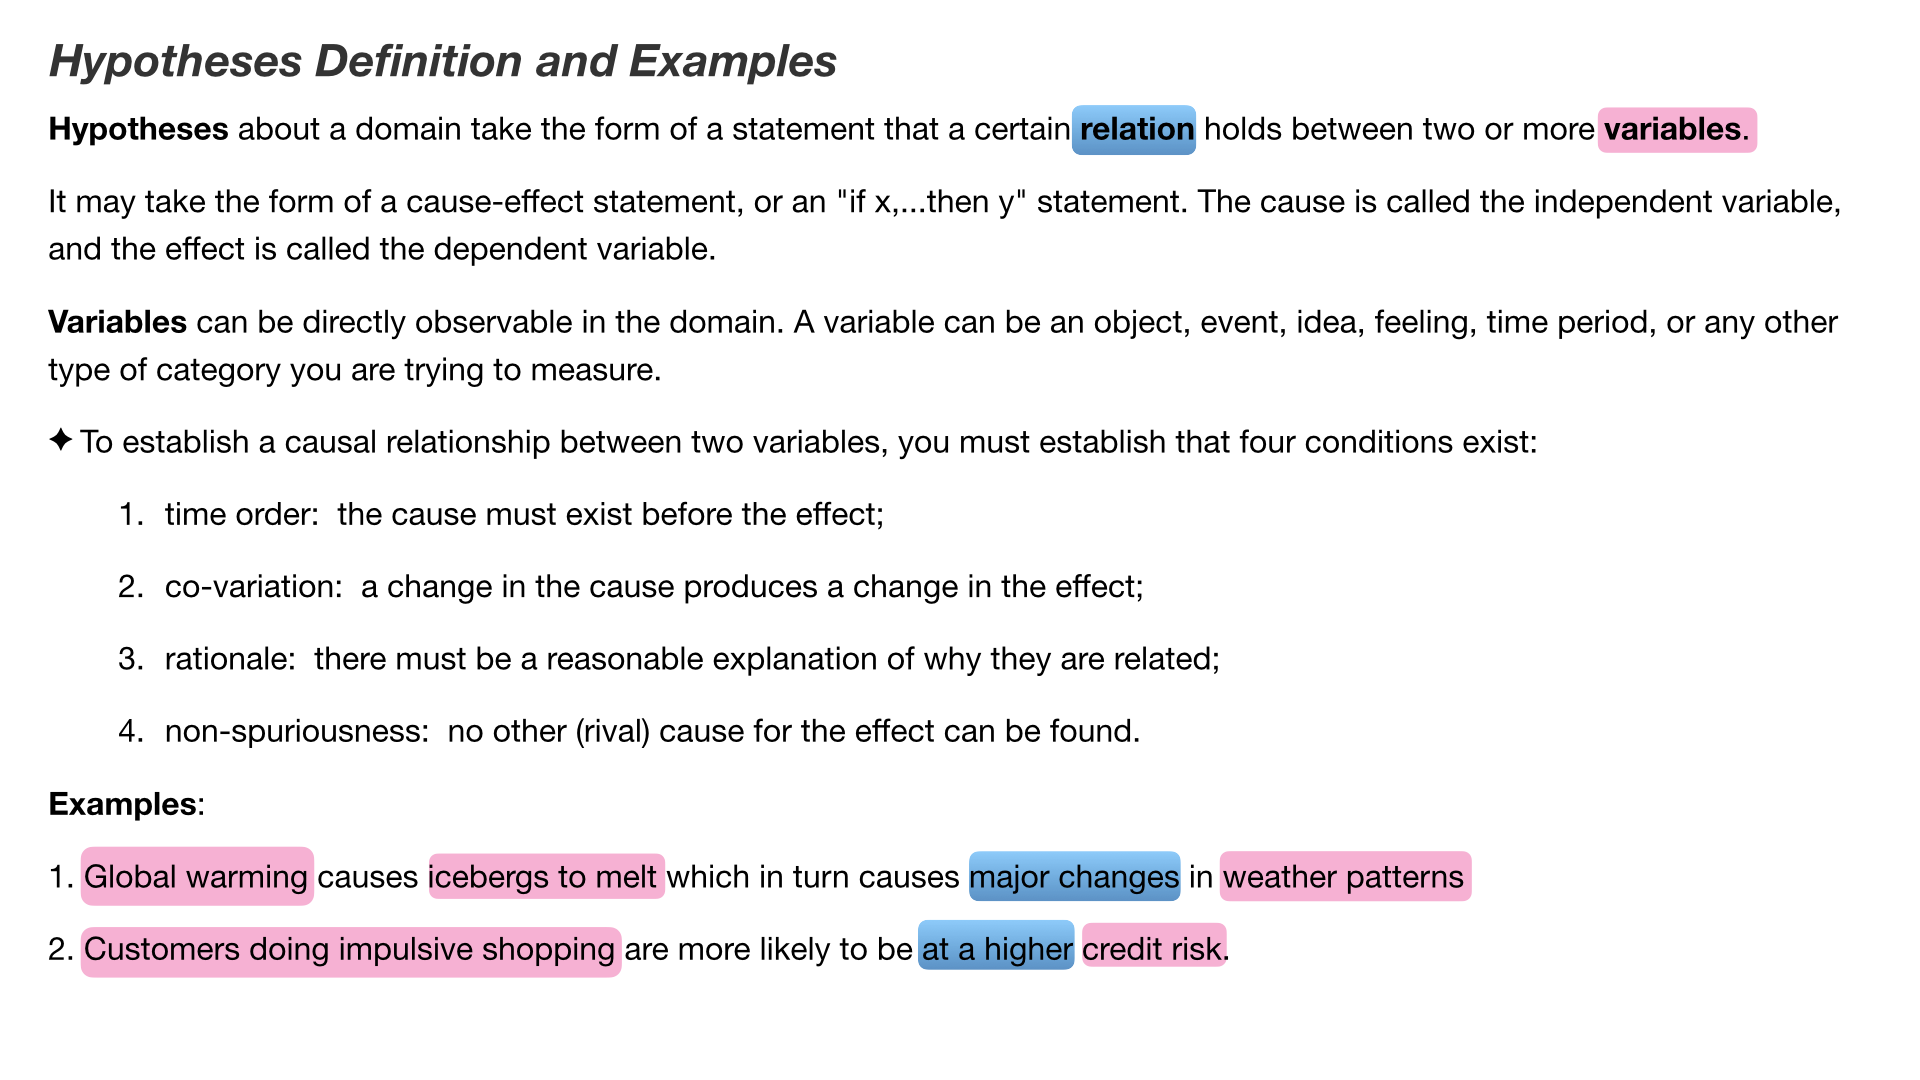 Hypotheses Definition and Examples
Hypotheses about a domain take the form of a statement that a certain relation holds between two or more variables.
It may take the form of a cause-effect statement, or an "if x,...then y" statement. The cause is called the independent variable,
and the effect is called the dependent variable.
Variables can be directly observable in the domain. A variable can be an object, event, idea, feeling, time period, or any other
type of category you are trying to measure.
✦ To establish a causal relationship between two variables, you must establish that four conditions exist:
1. time order:  the cause must exist before the effect;
2. co-variation:  a change in the cause produces a change in the effect;
3. rationale:  there must be a reasonable explanation of why they are related;
4. non-spuriousness:  no other (rival) cause for the effect can be found.
Examples:
1. Global warming causes icebergs to melt which in turn causes major changes in weather patterns
2. Customers doing impulsive shopping are more likely to be at a higher credit risk.